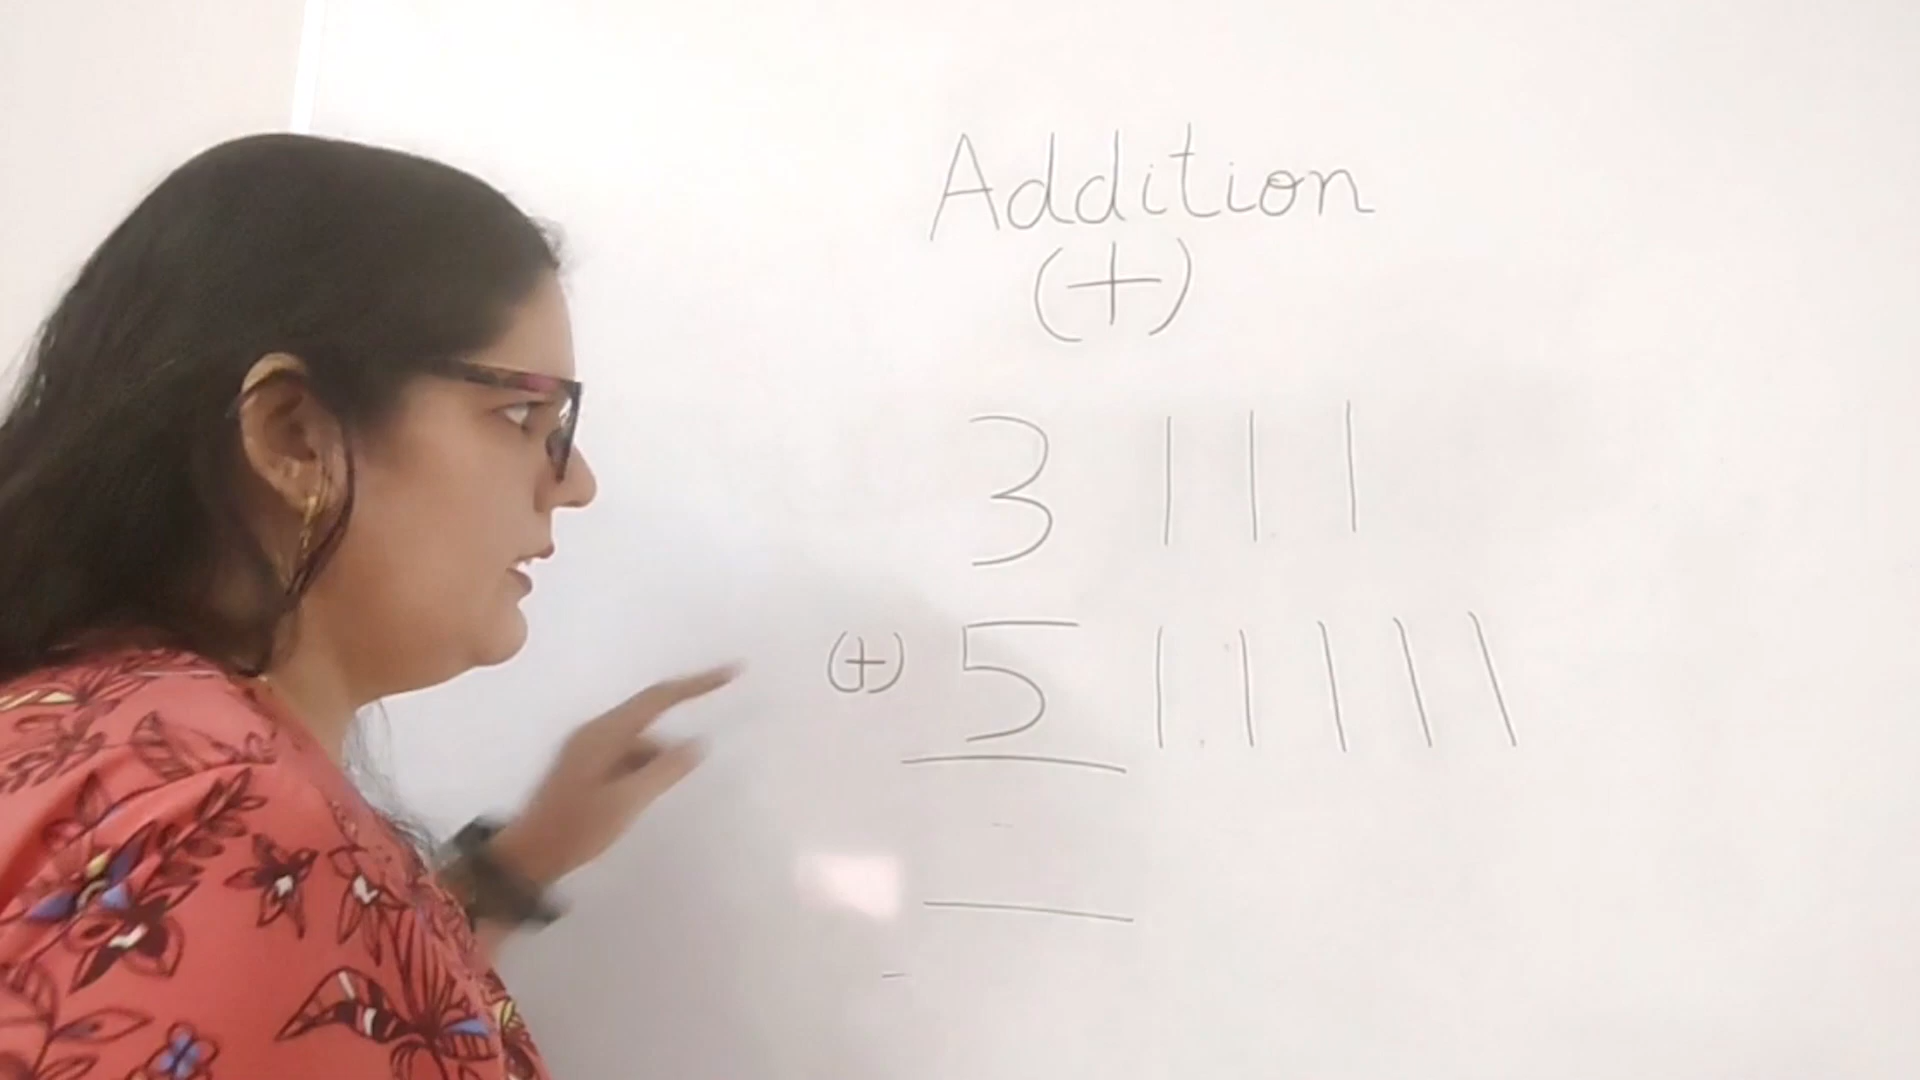 Addition
(+)
3 | | |
(+) 5 | | | | |